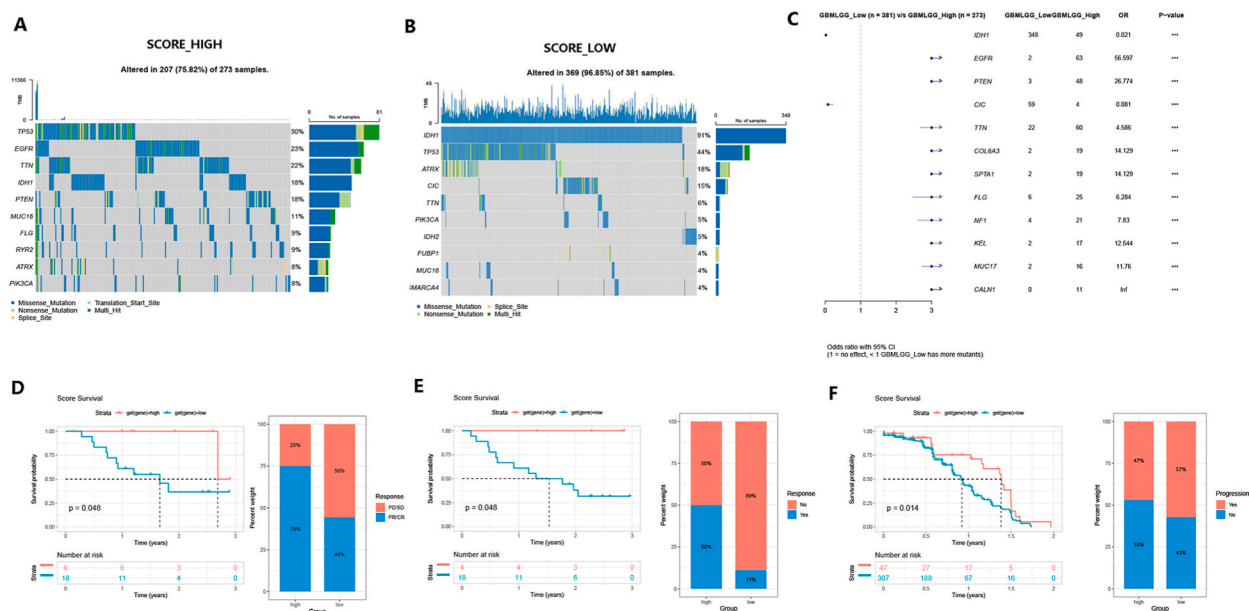 A
SCORE_HIGH
Altered in 207 (75.82%) of 273 samples.
11366
TMB
0
No. of samples
0
81
TP53 30%
EGFR 23%
TTN 22%
IDH1 18%
PTEN 18%
MUC16 11%
FLG 9%
RYR2 9%
ATRX 8%
PIK3CA 8%
Missense_Mutation
Nonsense_Mutation
Splice_Site
Translation_Start_Site
Multi_Hit
B
SCORE_LOW
Altered in 369 (96.85%) of 381 samples.
48
TMB
0
No. of samples
0
348
IDH1 91%
TP53 44%
ATRX 18%
CIC 15%
TTN 6%
PIK3CA 5%
IDH2 5%
FUBP1 4%
MUC16 4%
SMARCA4 4%
Missense_Mutation
Nonsense_Mutation
Splice_Site
Multi_Hit
C
GBMLGG_Low (n = 381) v/s GBMLGG_High (n = 273) GBMLGG_Low GBMLGG_High OR P-value
IDH1 348 49 0.021 ***
EGFR 2 63 56.597 ***
PTEN 3 48 26.774 ***
CIC 59 4 0.081 ***
TTN 22 60 4.586 ***
COL6A3 2 19 14.129 ***
SPTA1 2 19 14.129 ***
FLG 6 25 6.284 ***
NF1 4 21 7.83 ***
KEL 2 17 12.544 ***
MUC17 2 16 11.76 ***
CALN1 0 11 Inf ***
0 1 2 3
Odds ratio with 95% CI
(1 = no effect, < 1 GBMLGG_Low has more mutants)
D
Score Survival
Strata get(gene)=high get(gene)=low
Survival probability
1.00
0.75
0.50
0.25
0.00
p = 0.048
0 1 2 3
Time (years)
Number at risk
Strata
8 6 3 0
18 11 4 0
0 1 2 3
Time (years)
Percent weight
100
75
50
25
0
25%
75%
56%
44%
high low
Group
Response
PD/SD
PR/CR
E
Score Survival
Strata get(gene)=high get(gene)=low
Survival probability
1.00
0.75
0.50
0.25
0.00
p = 0.048
0 1 2 3
Time (years)
Number at risk
Strata
4 4 3 0
18 11 6 0
0 1 2 3
Time (years)
Percent weight
100
75
50
25
0
50%
50%
89%
11%
high low
Group
Response
No
Yes
F
Score Survival
Strata get(gene)=high get(gene)=low
Survival probability
1.00
0.75
0.50
0.25
0.00
p = 0.014
0 0.5 1 1.5 2
Time (years)
Number at risk
Strata
47 27 17 5 0
307 188 67 16 0
0 0.5 1 1.5 2
Time (years)
Percent weight
100
75
50
25
0
47%
53%
57%
43%
high low
Group
Progression
Yes
No